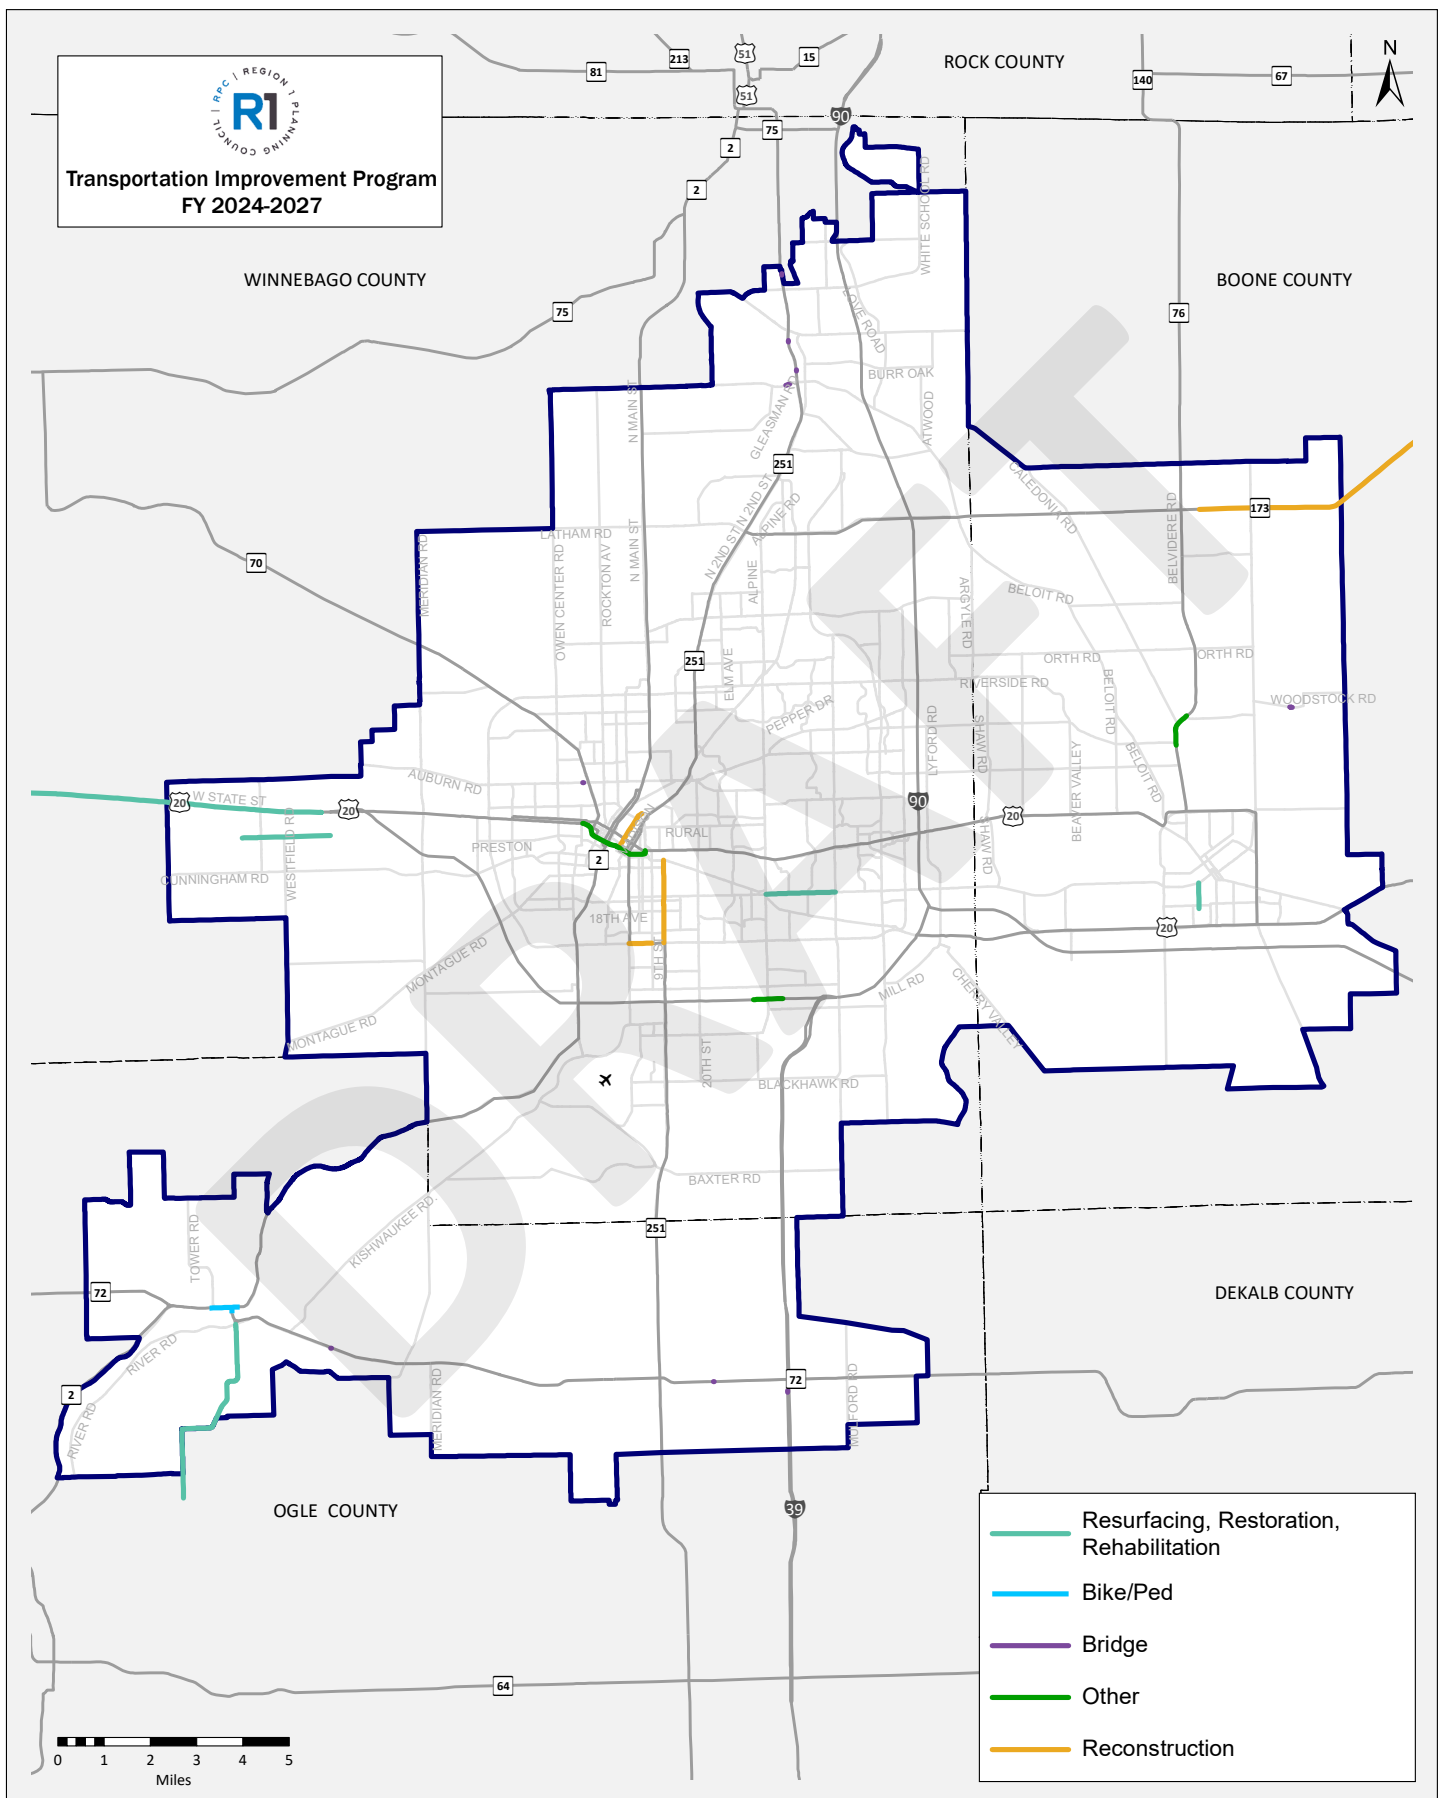 RPC | REGION 1 PLANNING COUNCIL |
R1
Transportation Improvement Program
FY 2024-2027
N
ROCK COUNTY
WINNEBAGO COUNTY
BOONE COUNTY
DEKALB COUNTY
OGLE COUNTY
DRAFT
81
213
51
15
51
140
67
90
75
2
2
75
76
WHITE SCHOOL RD
LOVE ROAD
BURR OAK
ATWOOD
N MAIN ST
GLEASMAN RD
251
CALEDONIA RD
173
BELVIDERE RD
N 2ND ST
N 2ND ST
ALPINE RD
LATHAM RD
70
MERIDIAN RD
OWEN CENTER RD
ROCKTON AV
N MAIN ST
ALPINE
ARGYLE RD
BELOIT RD
251
ELM AVE
ORTH RD
ORTH RD
RIVERSIDE RD
BELOIT RD
WOODSTOCK RD
PEPPER DR
LYFORD RD
SHAW RD
BEAVER VALLEY
BELOIT RD
AUBURN RD
20
W STATE ST
20
90
20
WESTFIELD RD
PRESTON
RURAL
2
SHAW RD
CUNNINGHAM RD
18TH AVE
20
9TH ST
MONTAGUE RD
MILL RD
CHERRY VALLEY
MONTAGUE RD
20TH ST
BLACKHAWK RD
BAXTER RD
251
KISHWAUKEE RD.
TOWER RD
72
RIVER RD
2
RIVER RD
MERIDIAN RD
72
MULFORD RD
39
64
Resurfacing, Restoration,
Rehabilitation
Bike/Ped
Bridge
Other
Reconstruction
0 1 2 3 4 5
Miles